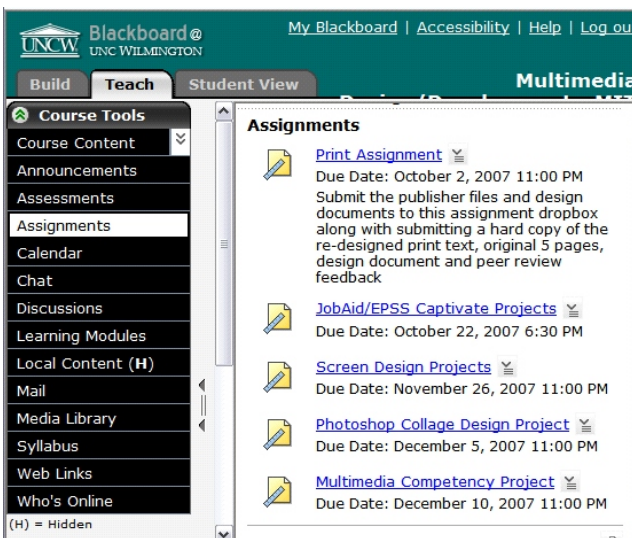 UNCW
Blackboard @
UNC WILMINGTON
My Blackboard | Accessibility | Help | Log ou
Build
Teach
Student View
Multimedia
Course Tools
Course Content
Announcements
Assessments
Assignments
Calendar
Chat
Discussions
Learning Modules
Local Content (H)
Mail
Media Library
Syllabus
Web Links
Who's Online
(H) = Hidden
Assignments
Print Assignment
Due Date: October 2, 2007 11:00 PM
Submit the publisher files and design
documents to this assignment dropbox
along with submitting a hard copy of the
re-designed print text, original 5 pages,
design document and peer review
feedback
JobAid/EPSS Captivate Projects
Due Date: October 22, 2007 6:30 PM
Screen Design Projects
Due Date: November 26, 2007 11:00 PM
Photoshop Collage Design Project
Due Date: December 5, 2007 11:00 PM
Multimedia Competency Project
Due Date: December 10, 2007 11:00 PM